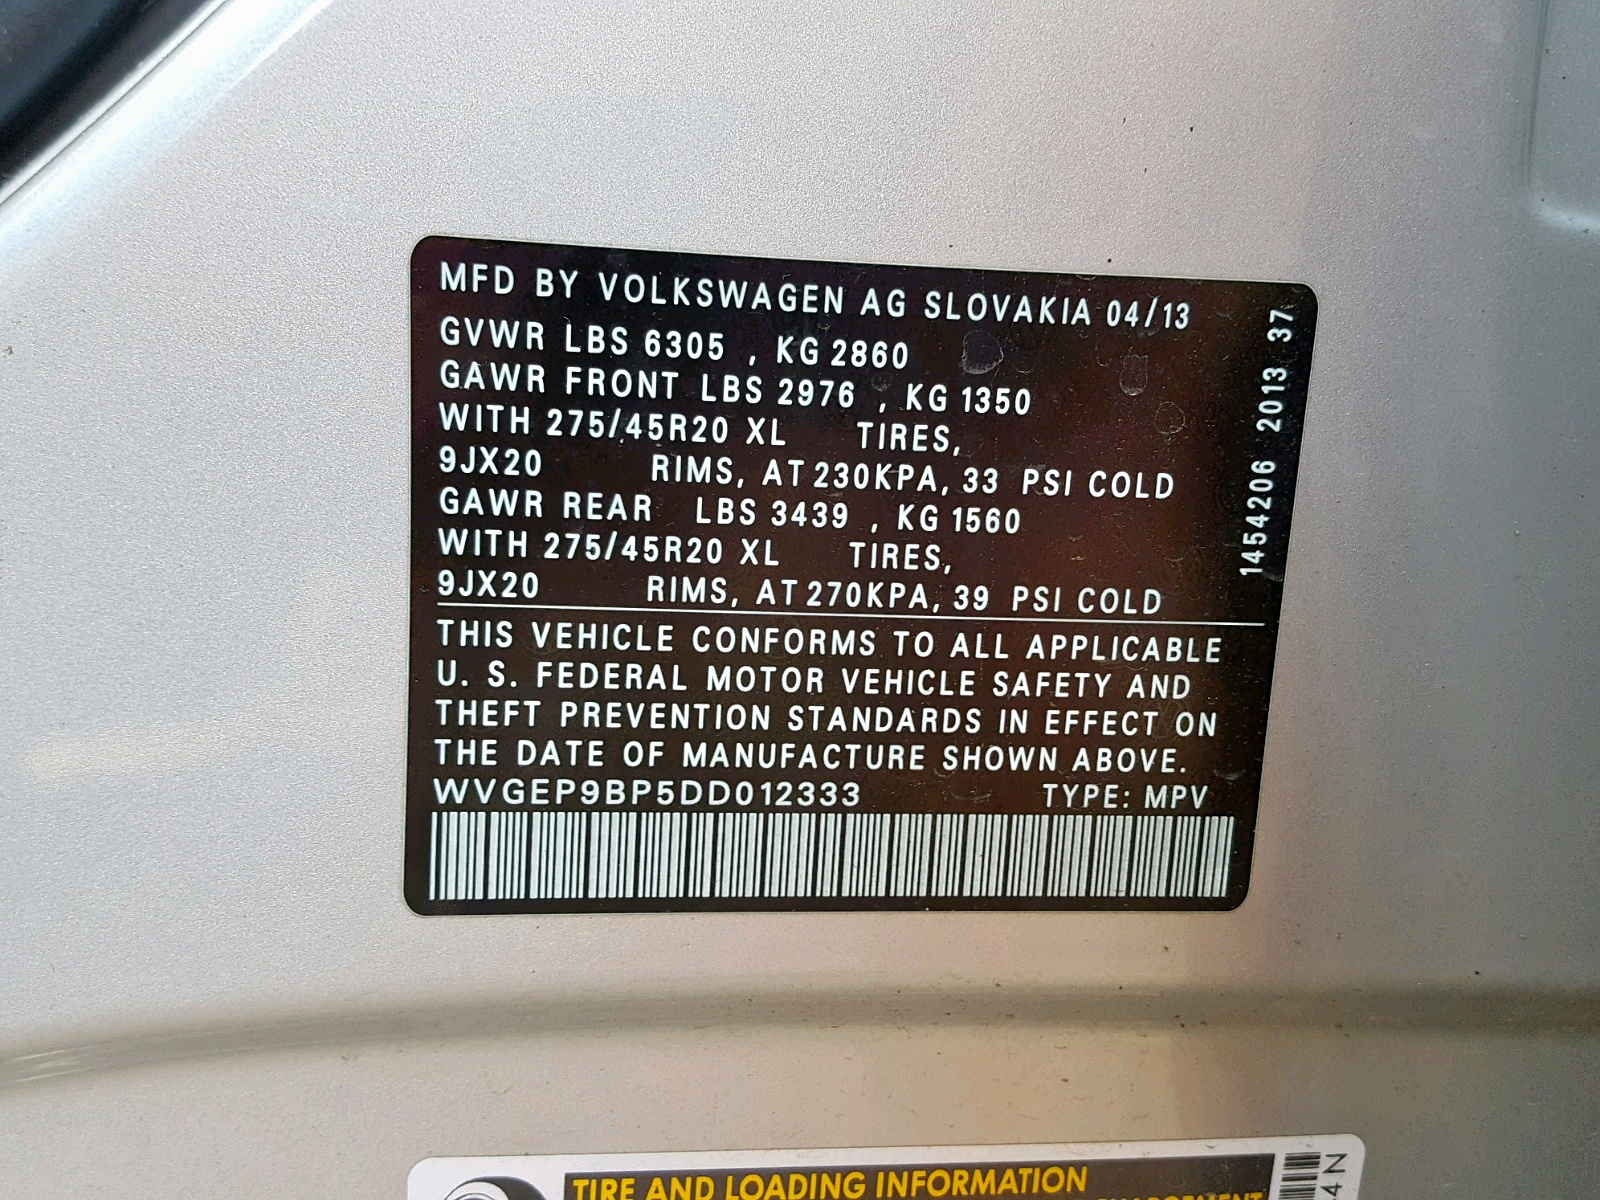 MFD BY VOLKSWAGEN AG SLOVAKIA 04/13
GVWR LBS 6305 , KG 2860
GAWR FRONT LBS 2976 , KG 1350
WITH 275/45R20 XL TIRES,
9JX20 RIMS, AT 230KPA, 33 PSI COLD
GAWR REAR LBS 3439 , KG 1560
WITH 275/45R20 XL TIRES,
9JX20 RIMS, AT 270KPA, 39 PSI COLD
THIS VEHICLE CONFORMS TO ALL APPLICABLE
U. S. FEDERAL MOTOR VEHICLE SAFETY AND
THEFT PREVENTION STANDARDS IN EFFECT ON
THE DATE OF MANUFACTURE SHOWN ABOVE.
WVGEP9BP5DD012333 TYPE: MPV
1454206 2013 37
TIRE AND LOADING INFORMATION
4N